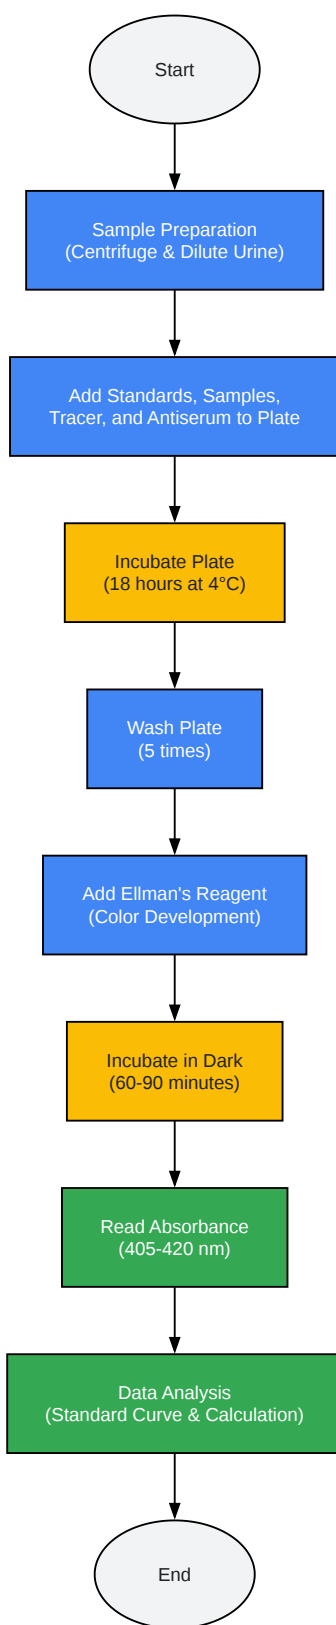 Start
Sample Preparation
(Centrifuge & Dilute Urine)
Add Standards, Samples,
Tracer, and Antiserum to Plate
Incubate Plate
(18 hours at 4°C)
Wash Plate
(5 times)
Add Ellman's Reagent
(Color Development)
Incubate in Dark
(60-90 minutes)
Read Absorbance
(405-420 nm)
Data Analysis
(Standard Curve & Calculation)
End